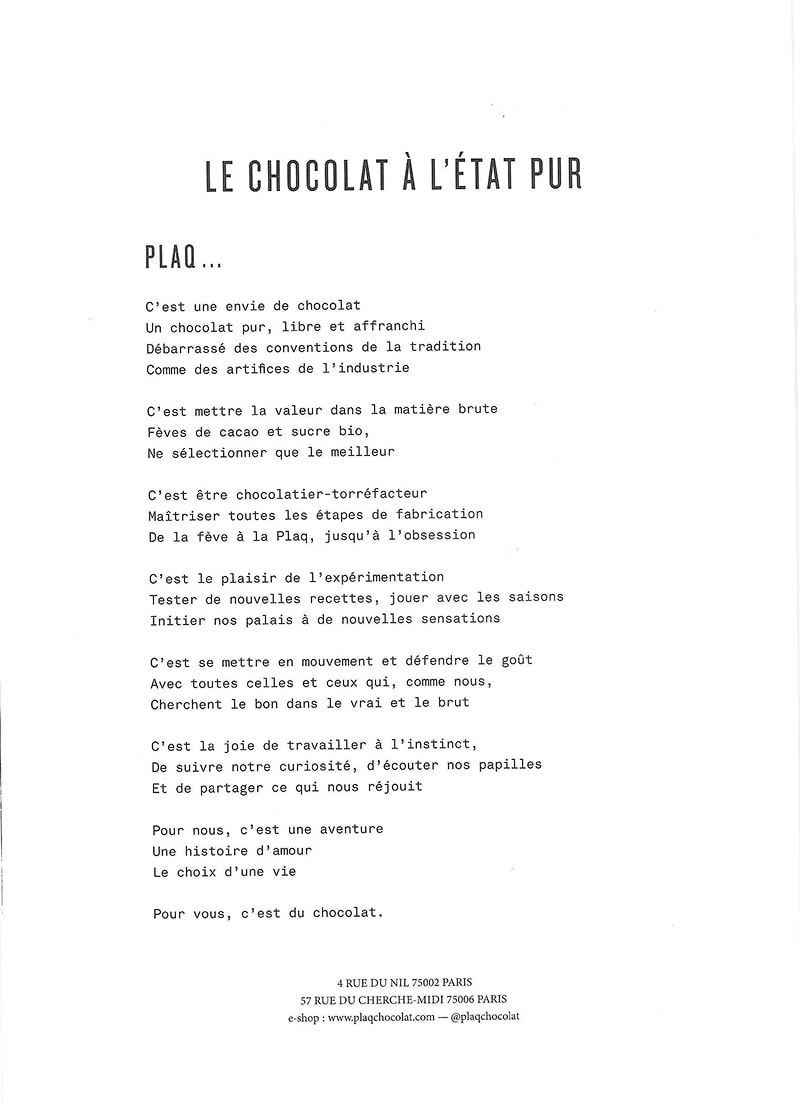 LE CHOCOLAT À L’ÉTAT PUR
PLAQ...
C’est une envie de chocolat
Un chocolat pur, libre et affranchi
Débarrassé des conventions de la tradition
Comme des artifices de l’industrie
C’est mettre la valeur dans la matière brute
Fèves de cacao et sucre bio,
Ne sélectionner que le meilleur
C’est être chocolatier-torréfacteur
Maîtriser toutes les étapes de fabrication
De la fève à la Plaq, jusqu’à l’obsession
C’est le plaisir de l’expérimentation
Tester de nouvelles recettes, jouer avec les saisons
Initier nos palais à de nouvelles sensations
C’est se mettre en mouvement et défendre le goût
Avec toutes celles et ceux qui, comme nous,
Cherchent le bon dans le vrai et le brut
C’est la joie de travailler à l’instinct,
De suivre notre curiosité, d’écouter nos papilles
Et de partager ce qui nous réjouit
Pour nous, c’est une aventure
Une histoire d’amour
Le choix d’une vie
Pour vous, c’est du chocolat.
4 RUE DU NIL 75002 PARIS
57 RUE DU CHERCHE-MIDI 75006 PARIS
e-shop : www.plaqchocolat.com — @plaqchocolat